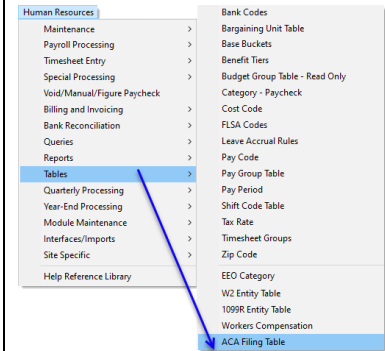 Human Resources
Maintenance
Payroll Processing
Timesheet Entry
Special Processing
Void/Manual/Figure Paycheck
Billing and Invoicing
Bank Reconciliation
Queries
Reports
Tables
Quarterly Processing
Year-End Processing
Module Maintenance
Interfaces/Imports
Site Specific
Help Reference Library
Bank Codes
Bargaining Unit Table
Base Buckets
Benefit Tiers
Budget Group Table - Read Only
Category - Paycheck
Cost Code
FLSA Codes
Leave Accrual Rules
Pay Code
Pay Group Table
Pay Period
Shift Code Table
Tax Rate
Timesheet Groups
Zip Code
EEO Category
W2 Entity Table
1099R Entity Table
Workers Compensation
ACA Filing Table